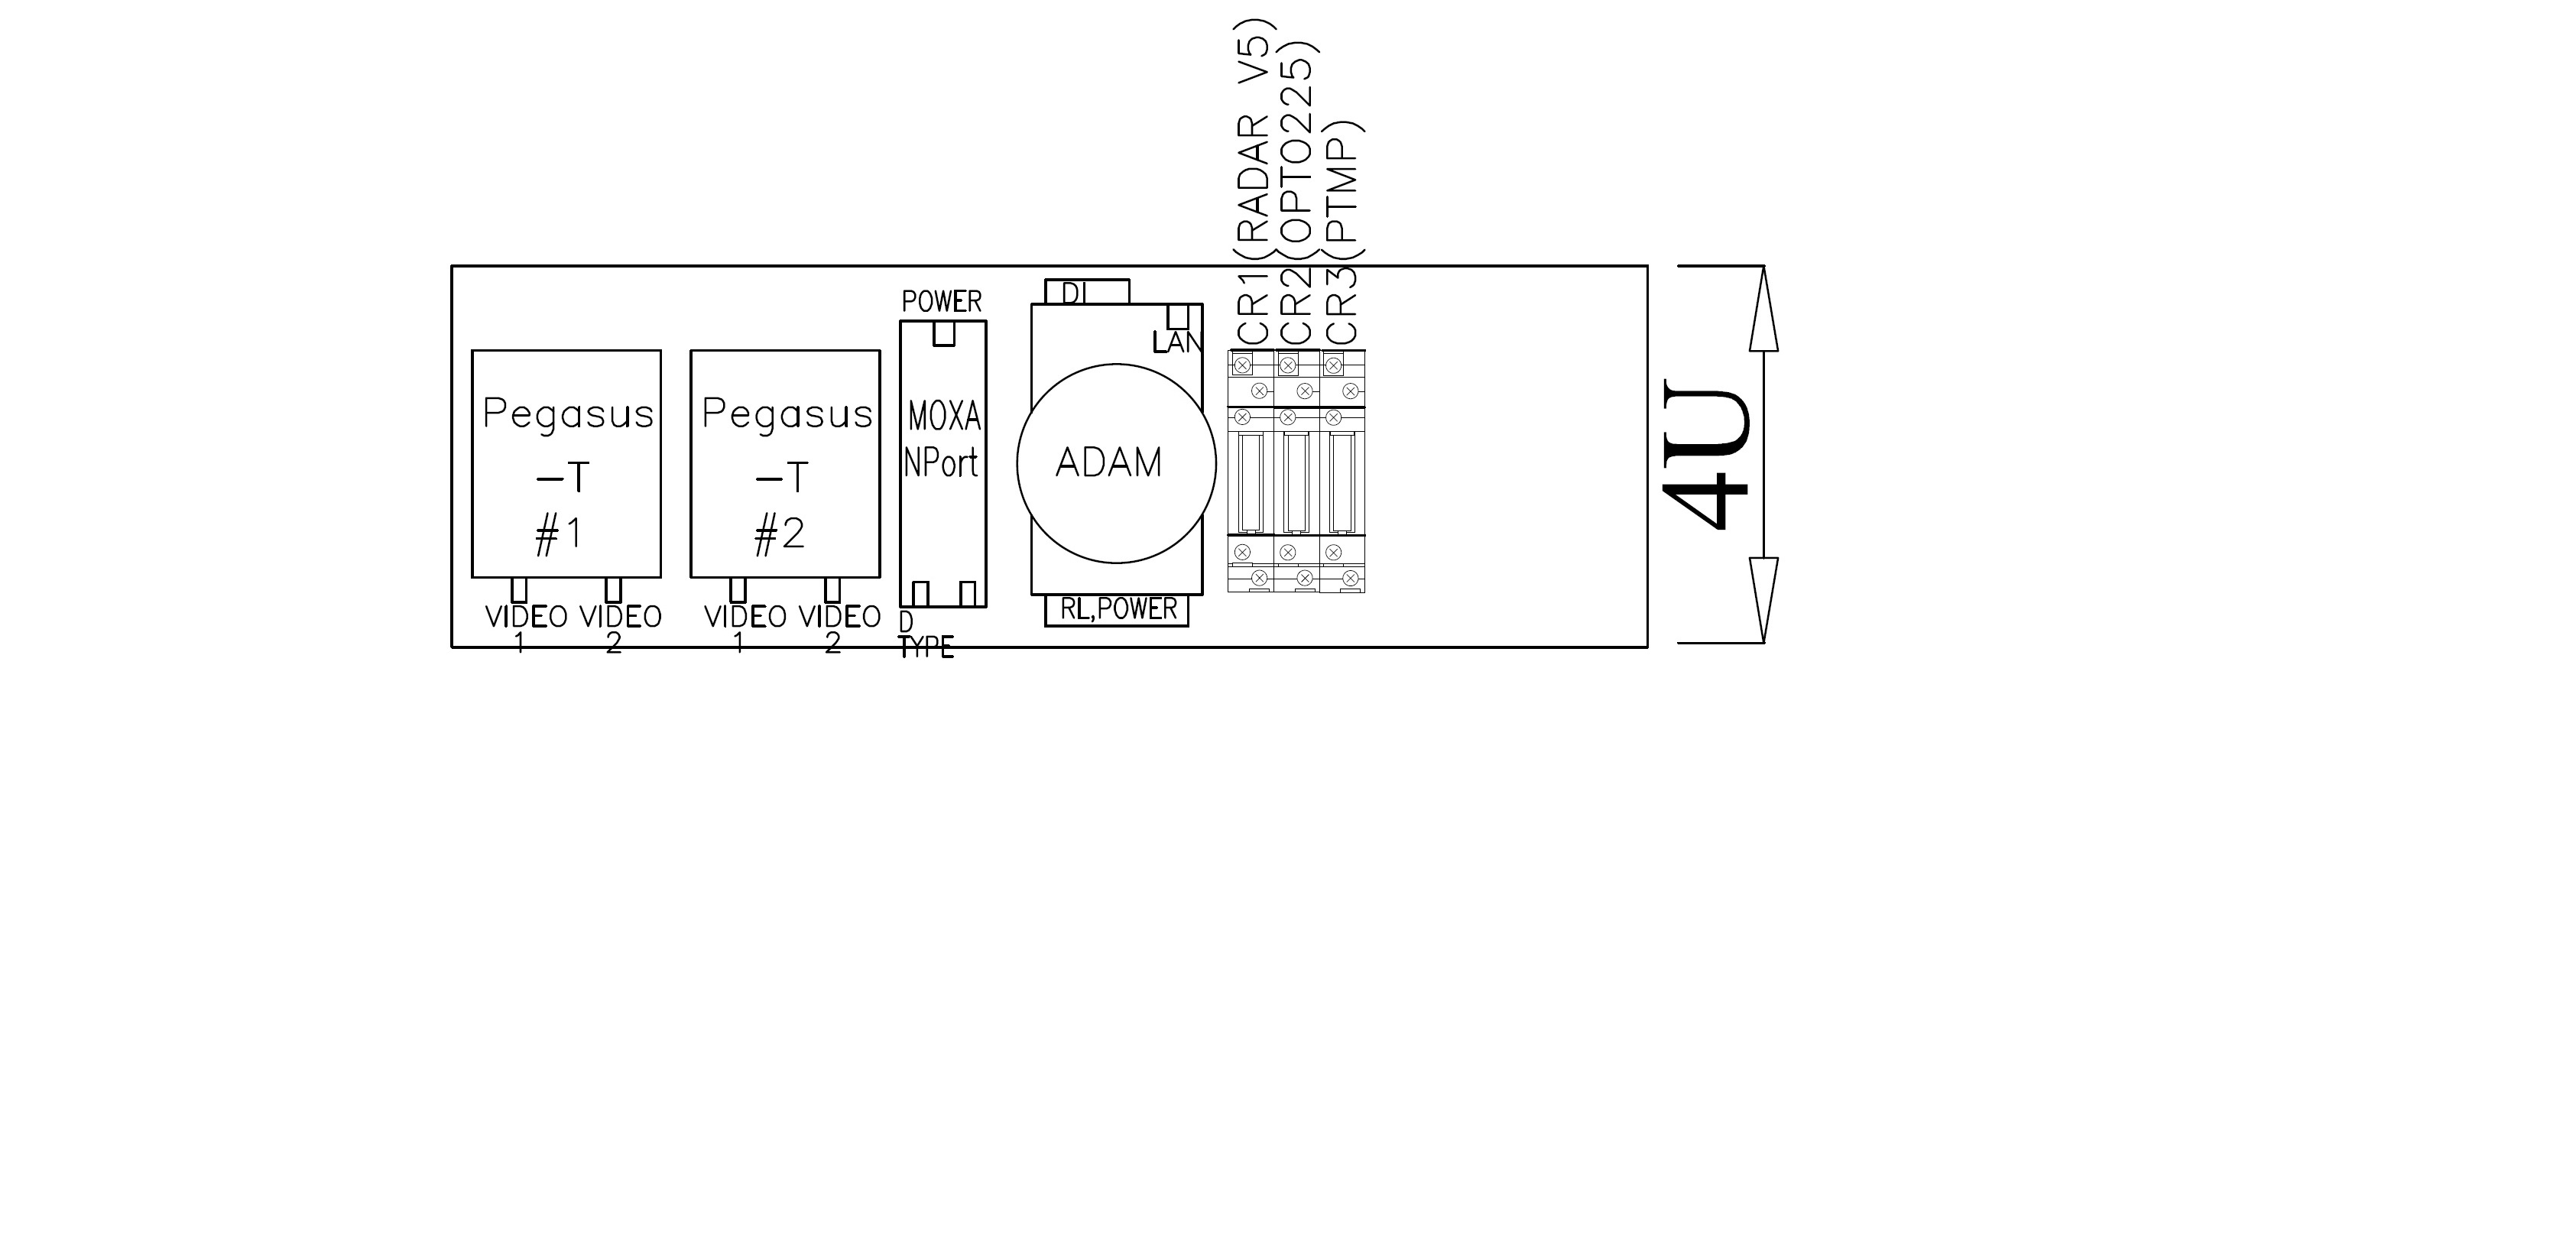 CR1(RADAR V5)
CR2(OPTO225)
CR3(PTMP)
DI
POWER
LAN
Pegasus
-T
#1
Pegasus
-T
#2
MOXA
NPort
ADAM
4U
VIDEO
1
VIDEO
2
VIDEO
1
VIDEO
2
D
TYPE
RL,POWER